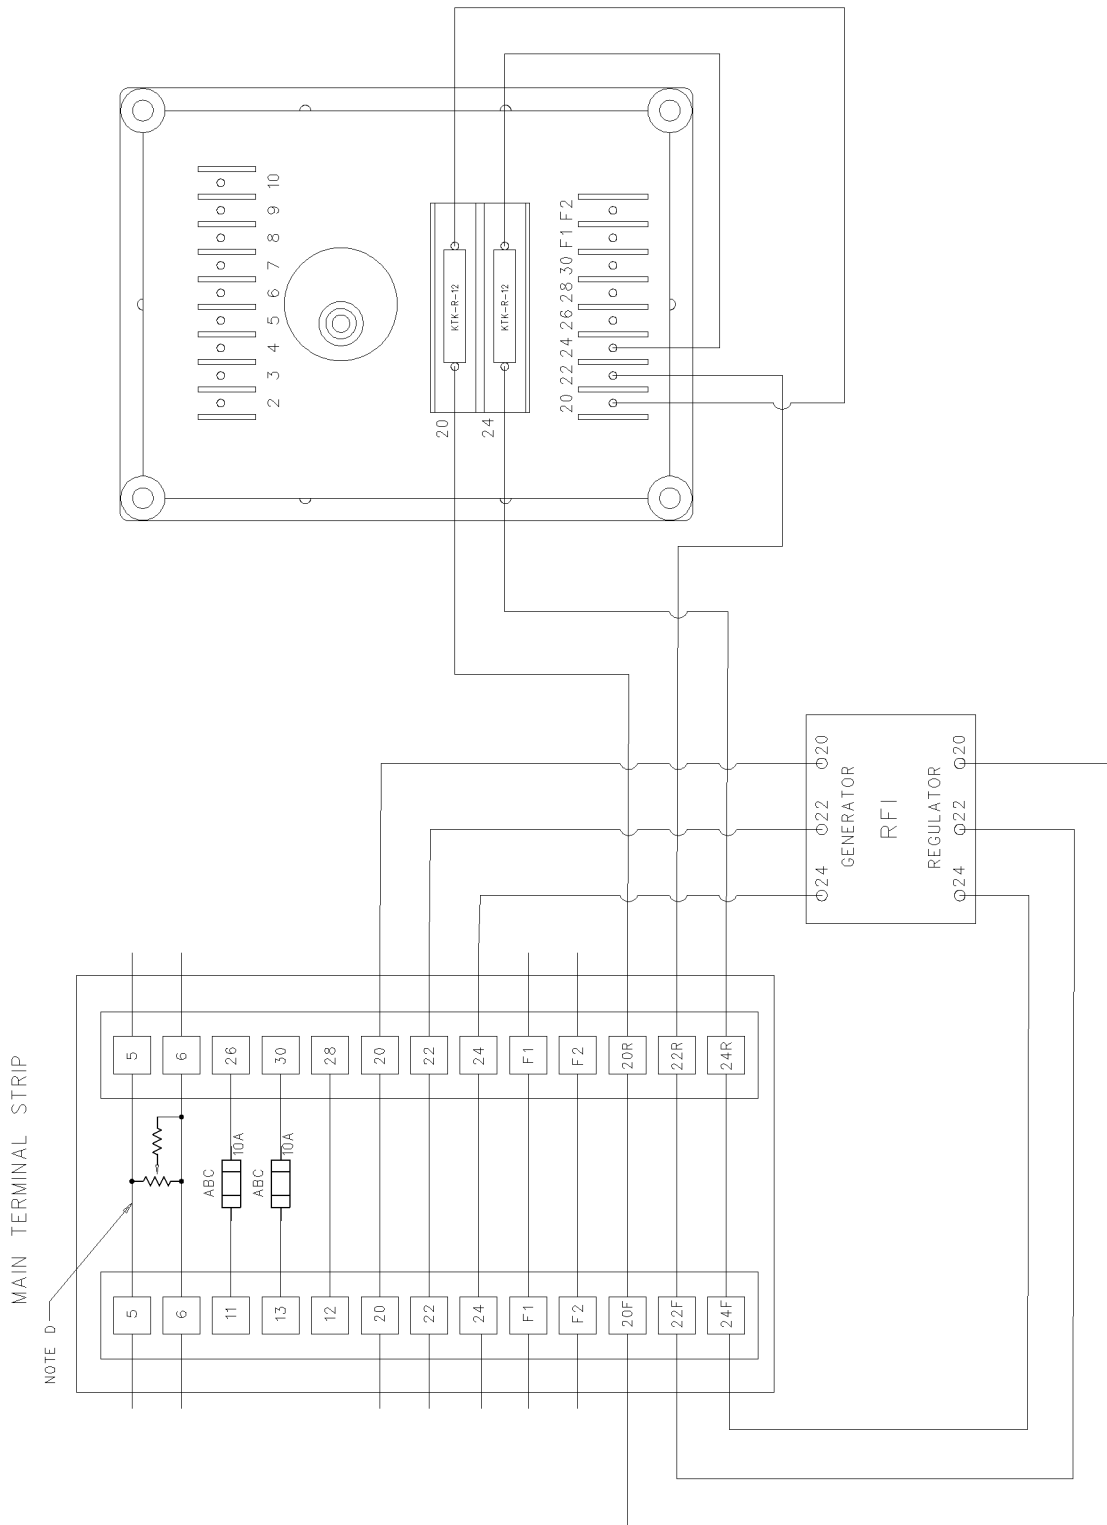 10
9
8
7
6
5
4
3
2
KTK-R-12
KTK-R-12
20
24
20 22 24 26 28 30 F1 F2
GENERATOR
RFI
REGULATOR
24 22 20
24 22 20
MAIN TERMINAL STRIP
NOTE D
5
6
26
30
28
20
22
24
F1
F2
20R
22R
24R
ABC
10A
ABC
10A
5
6
11
13
12
20
22
24
F1
F2
20F
22F
24F